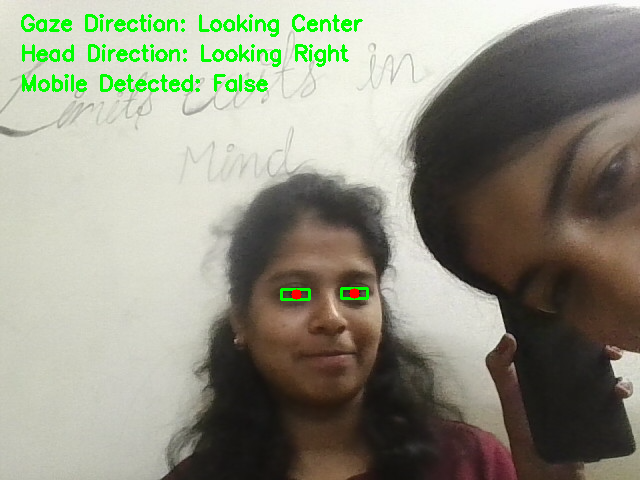 Gaze Direction: Looking Center
Head Direction: Looking Right
Mobile Detected: False
Limits exists in
Mind